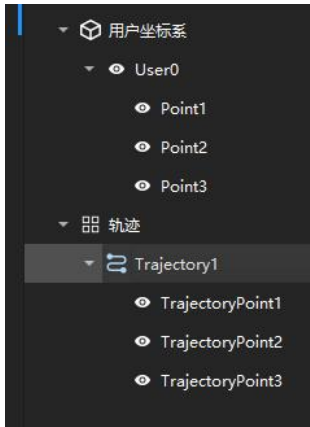 用户坐标系
User0
Point1
Point2
Point3
轨迹
Trajectory1
TrajectoryPoint1
TrajectoryPoint2
TrajectoryPoint3